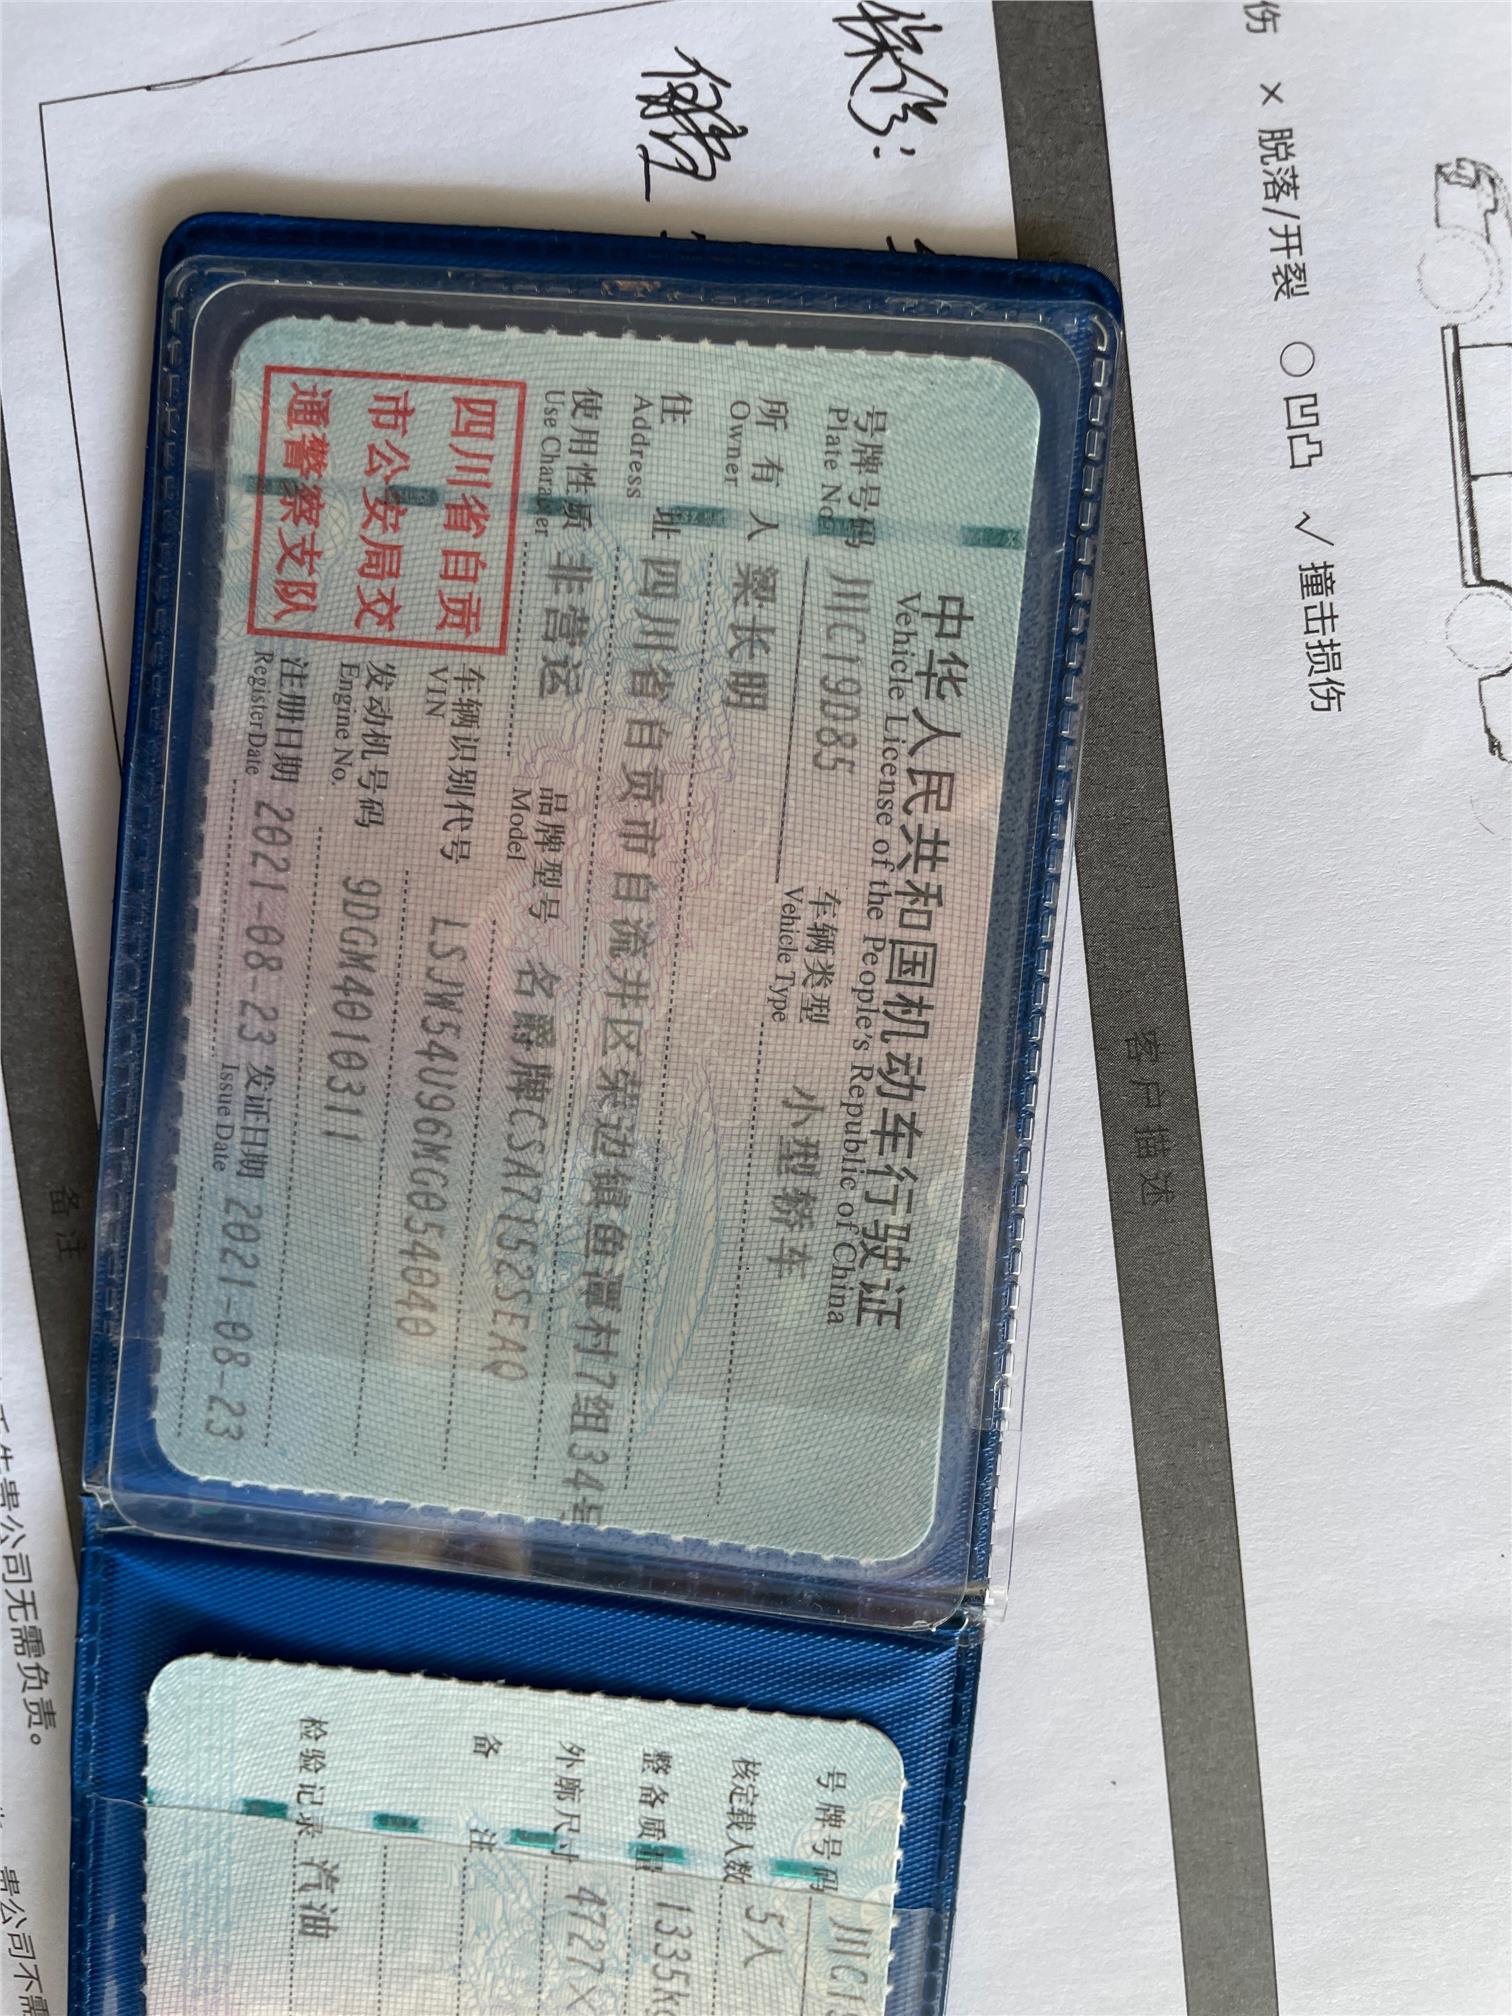 中华人民共和国机动车行驶证
Vehicle License of the People's Republic of China
号牌号码 川C19D85 车辆类型 小型轿车
Plate No. Vehicle Type
所有人 梁长明
Owner
住址 四川省自贡市自流井区荣边镇鱼潭村7组34号
Address
使用性质 非营运 品牌型号 名爵牌CSA7152SEAQ
Use Character Model
四川省自贡
市公安局交
通警察支队
车辆识别代号 LSJW54U96MG054040
VIN
发动机号码 9DGM4010311
Engine No.
注册日期 2021-08-23 发证日期 2021-08-23
Register Date Issue Date
号牌号码 川C1
核定载人数 5人
整备质量 1335k
外廓尺寸 4727×
备注
检验记录 汽油
伤 × 脱落/开裂 ○ 凹凸 √ 撞击损伤
客户描述
备注
贵公司无需负责。
贵公司不需